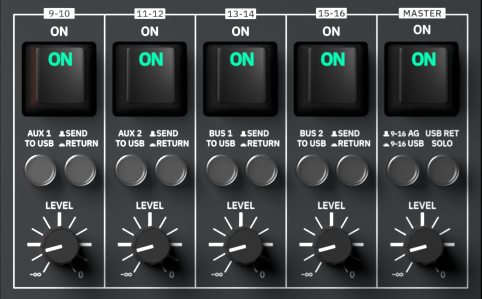 9-10 11-12 13-14 15-16 MASTER
ON ON ON ON ON
ON ON ON ON ON
AUX 1 SEND AUX 2 SEND BUS 1 SEND BUS 2 SEND 9-16 AG USB RET
TO USB RETURN TO USB RETURN TO USB RETURN TO USB RETURN 9-16 USB SOLO
LEVEL LEVEL LEVEL LEVEL LEVEL
-∞ 0 -∞ 0 -∞ 0 -∞ 0 -∞ 0